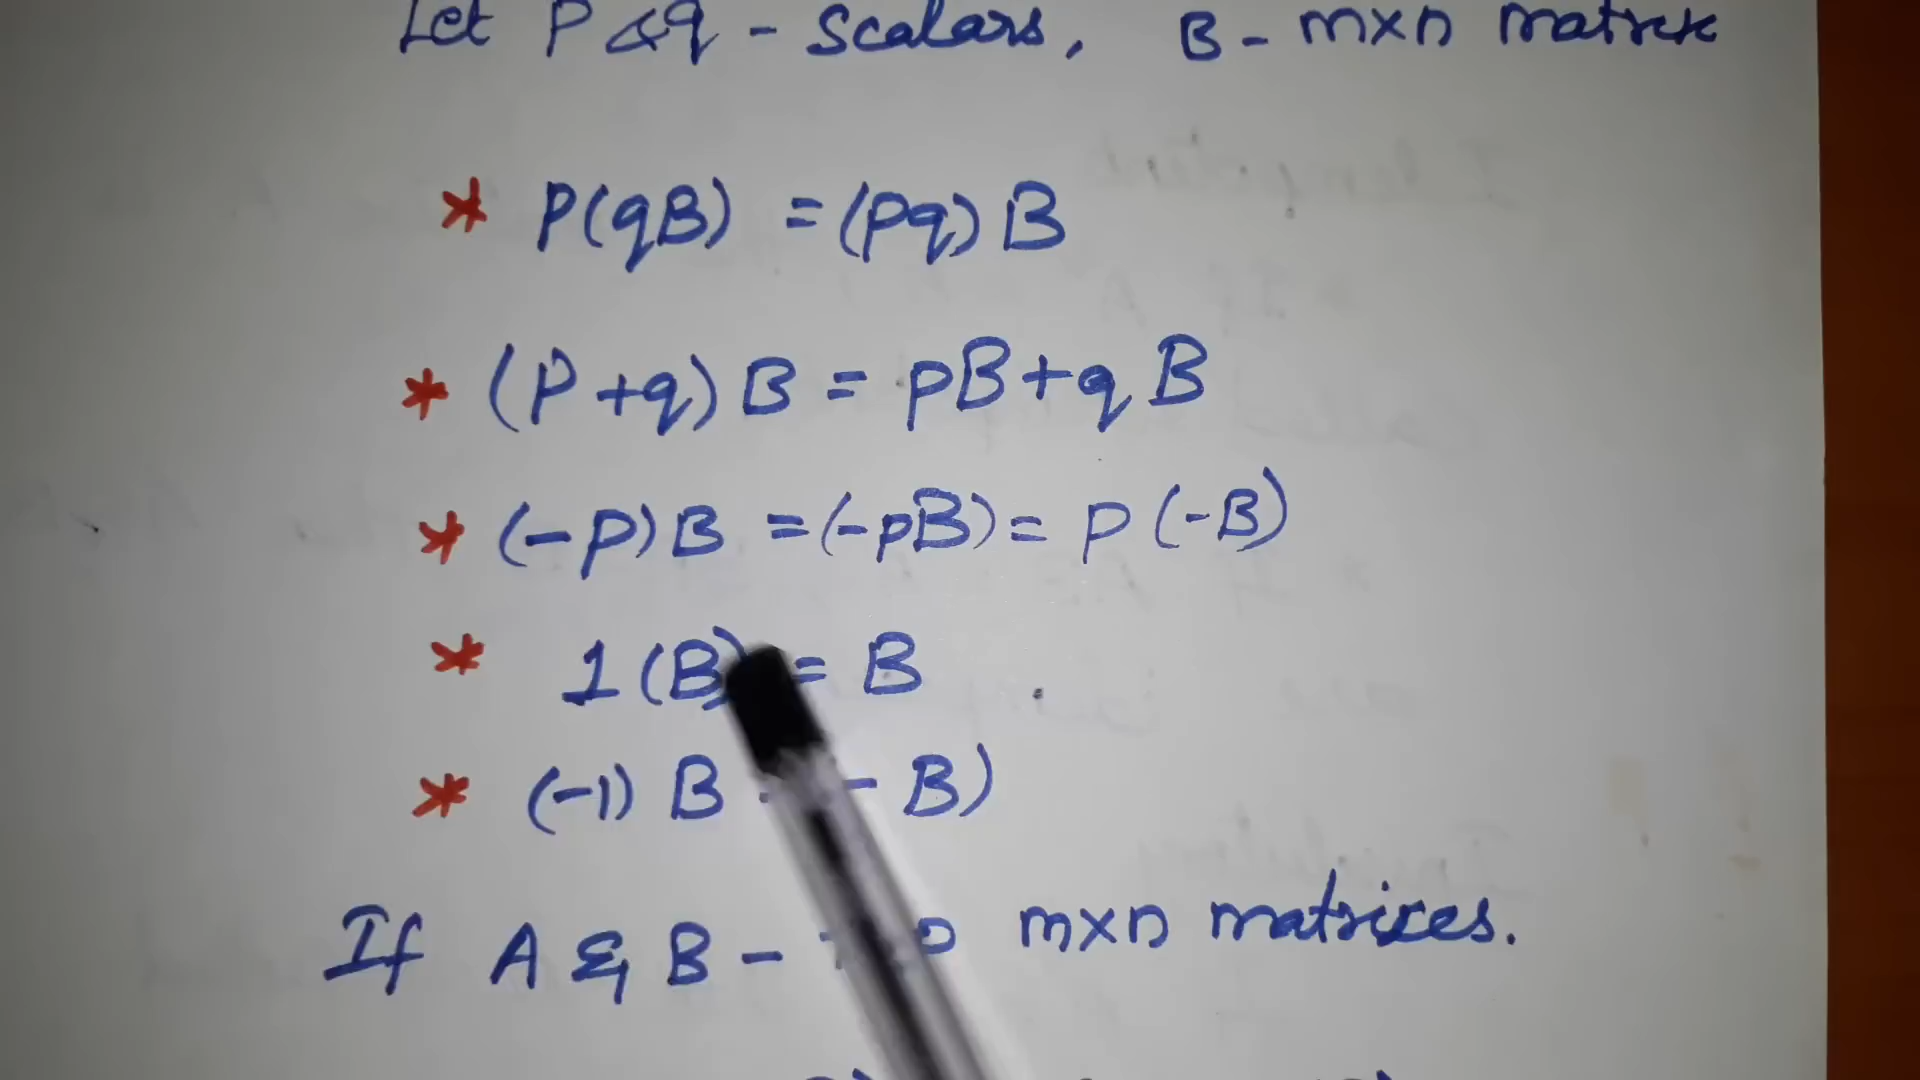 Let P & q - Scalars, B - m×n matrix
* P(qB) = (pq) B
* (P+q) B = pB + qB
* (-P) B = (-pB) = P (-B)
* 1 (B) = B
* (-1) B - B)
If A & B - m×n matrices.